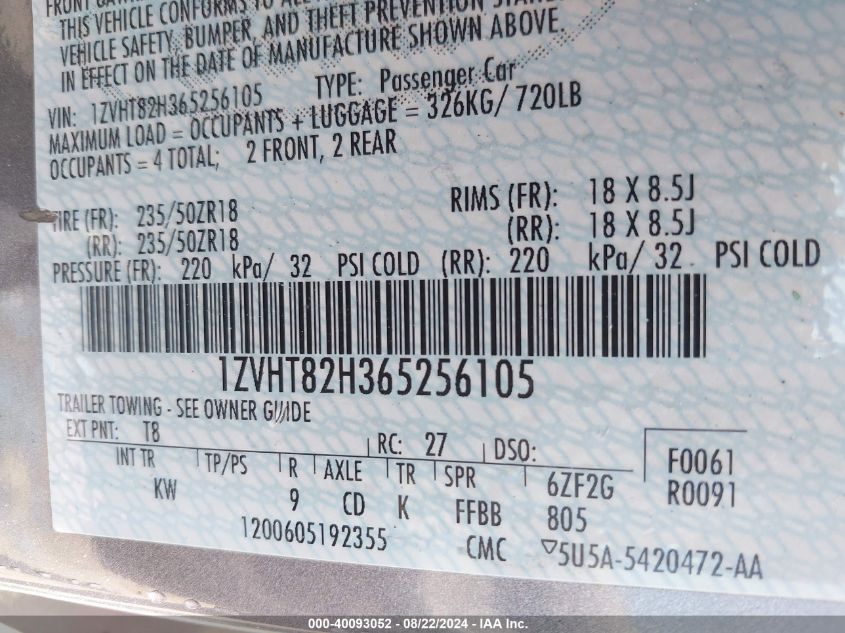 THIS VEHICLE CONFORMS TO ALL
VEHICLE SAFETY, BUMPER, AND THEFT PREVENTION
IN EFFECT ON THE DATE OF MANUFACTURE SHOWN ABOVE.
VIN: 1ZVHT82H365256105 TYPE: Passenger Car
MAXIMUM LOAD = OCCUPANTS + LUGGAGE = 326KG/ 720LB
OCCUPANTS = 4 TOTAL; 2 FRONT, 2 REAR
TIRE (FR): 235/50ZR18 RIMS (FR): 18 X 8.5J
(RR): 235/50ZR18 (RR): 18 X 8.5J
PRESSURE (FR): 220 kPa/ 32 PSI COLD (RR): 220 kPa/ 32 PSI COLD
1ZVHT82H365256105
TRAILER TOWING - SEE OWNER GUIDE
EXT PNT: T8 RC: 27 DSO: F0061
INT TR TP/PS R AXLE TR SPR 6ZF2G R0091
KW 9 CD K FFBB 805
1200605192355 CMC ▽5U5A-5420472-AA
000-40093052 - 08/22/2024 - IAA Inc.